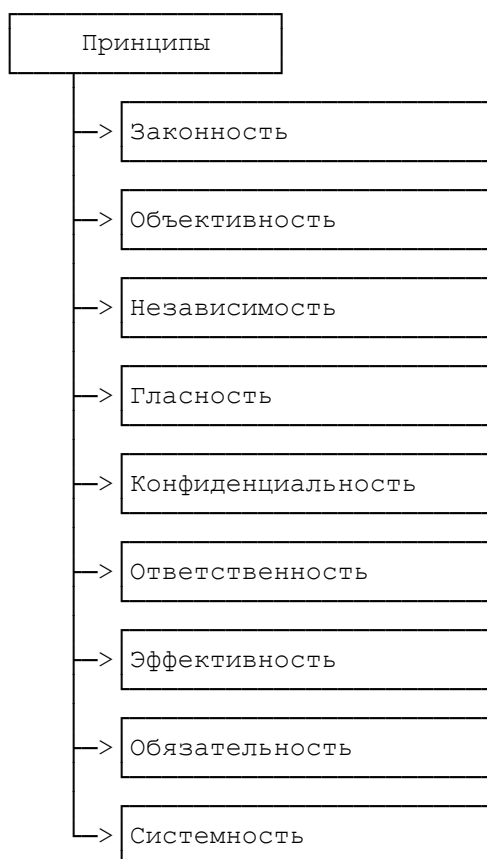 Принципы
Законность
Объективность
Независимость
Гласность
Конфиденциальность
Ответственность
Эффективность
Обязательность
Системность